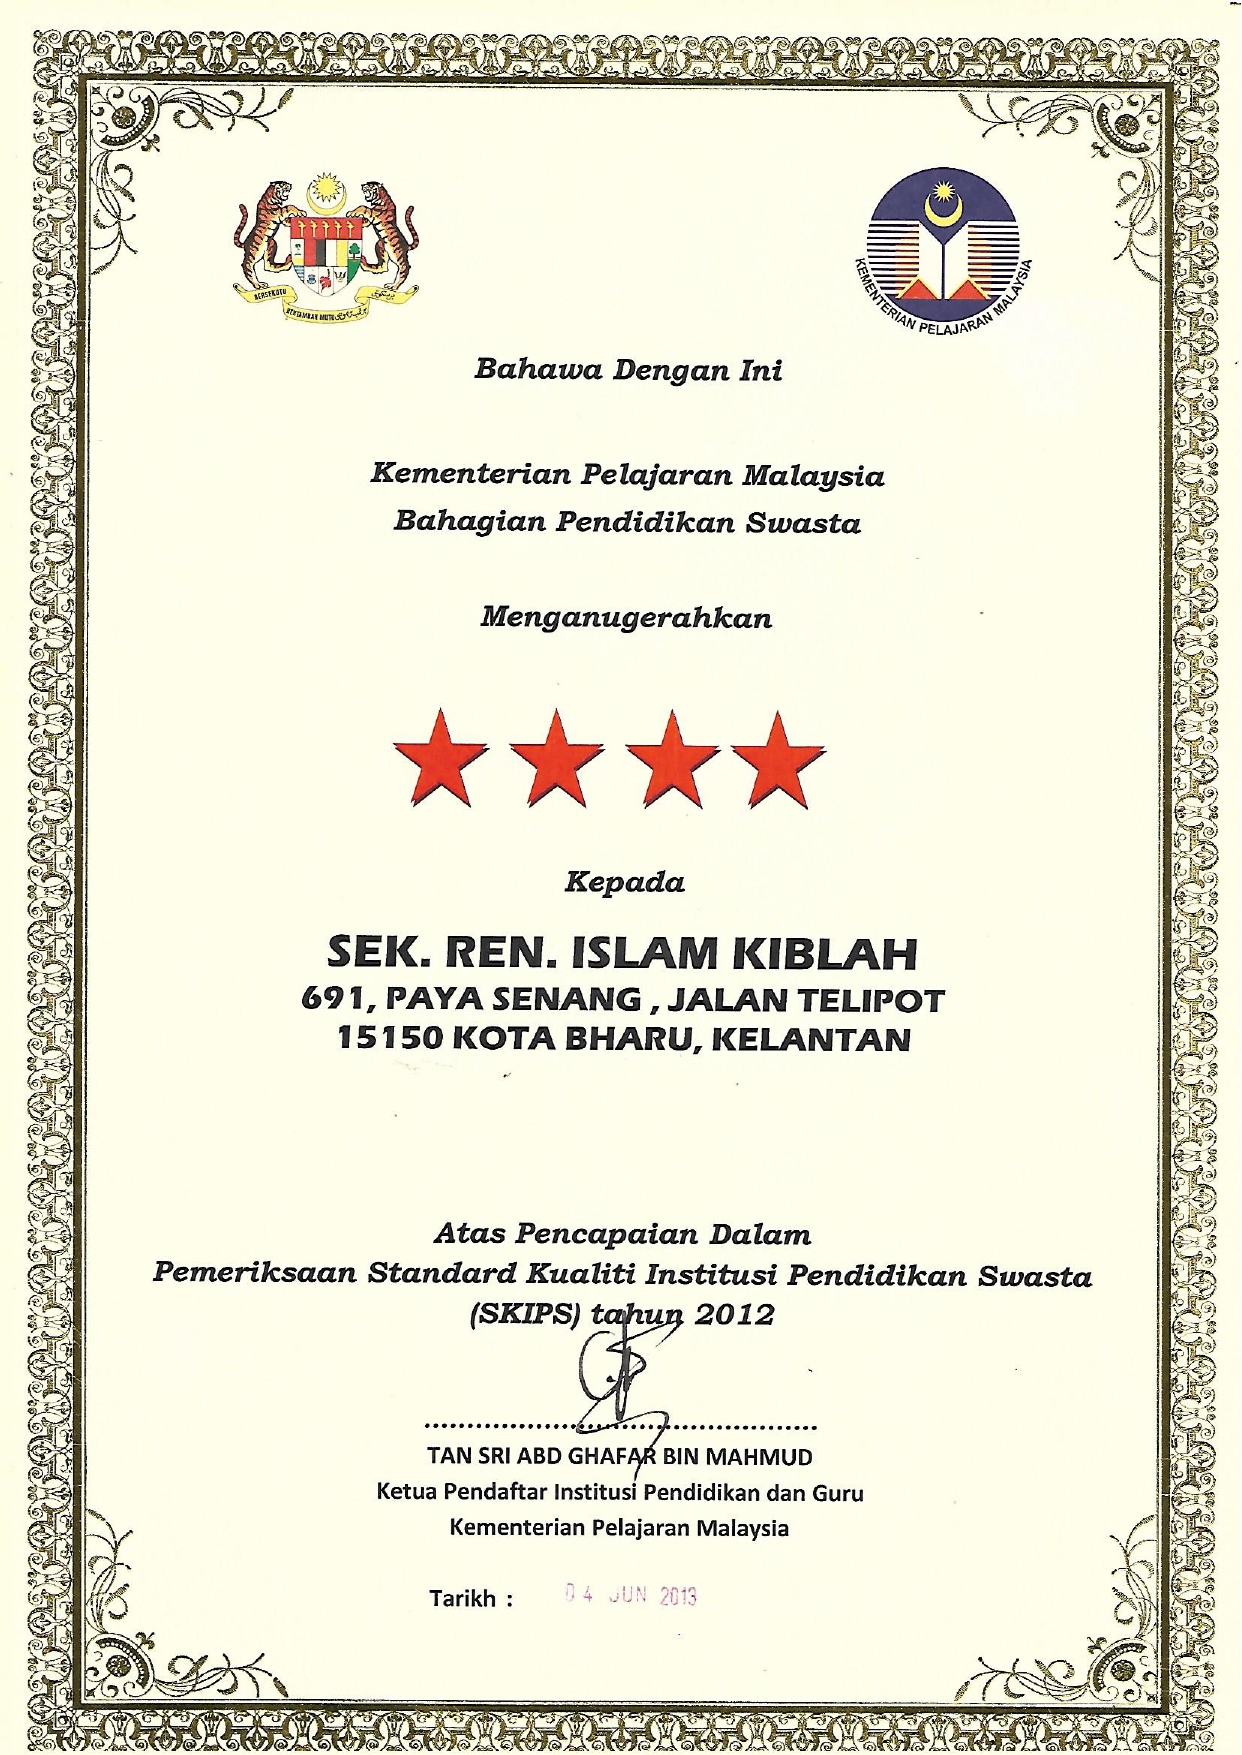 BERSEKUTU
BERTAMBAH MUTU
KEMENTERIAN PELAJARAN MALAYSIA
Bahawa Dengan Ini
Kementerian Pelajaran Malaysia
Bahagian Pendidikan Swasta
Menganugerahkan
Kepada
SEK. REN. ISLAM KIBLAH
691, PAYA SENANG , JALAN TELIPOT
15150 KOTA BHARU, KELANTAN
Atas Pencapaian Dalam
Pemeriksaan Standard Kualiti Institusi Pendidikan Swasta
(SKIPS) tahun 2012
TAN SRI ABD GHAFAR BIN MAHMUD
Ketua Pendaftar Institusi Pendidikan dan Guru
Kementerian Pelajaran Malaysia
Tarikh : 04 JUN 2013